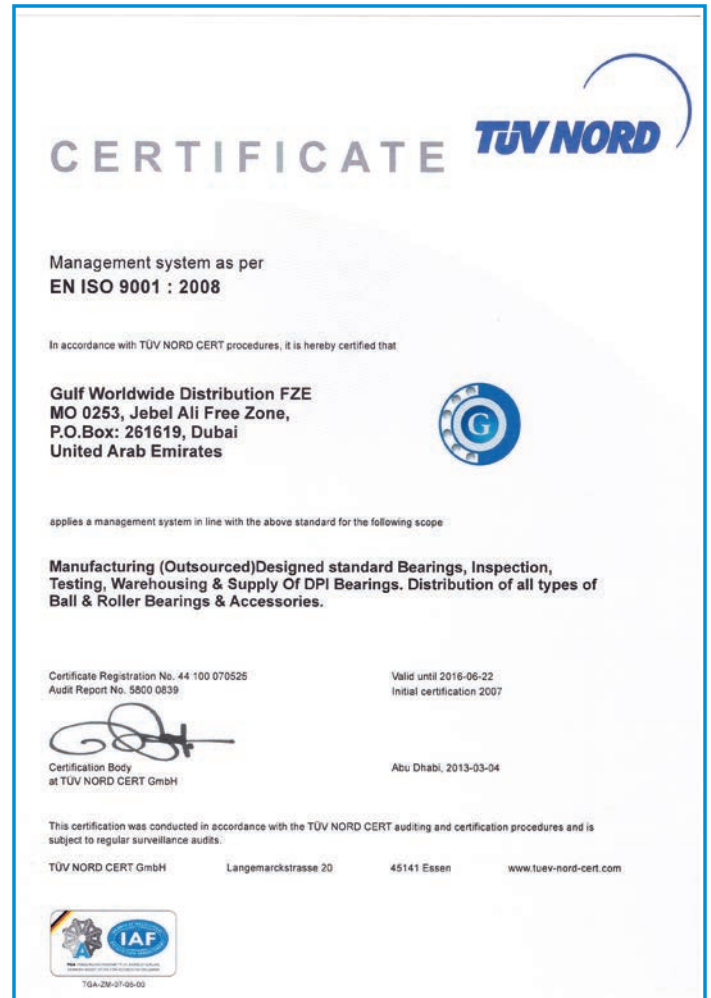 CERTIFICATE
TÜV NORD
Management system as per
EN ISO 9001 : 2008
In accordance with TÜV NORD CERT procedures, it is hereby certified that
Gulf Worldwide Distribution FZE
MO 0253, Jebel Ali Free Zone,
P.O.Box: 261619, Dubai
United Arab Emirates
G
applies a management system in line with the above standard for the following scope
Manufacturing (Outsourced)Designed standard Bearings, Inspection,
Testing, Warehousing & Supply Of DPI Bearings. Distribution of all types of
Ball & Roller Bearings & Accessories.
Certificate Registration No. 44 100 070525
Audit Report No. 5800 0839
Valid until 2016-06-22
Initial certification 2007
Certification Body
at TÜV NORD CERT GmbH
Abu Dhabi, 2013-03-04
This certification was conducted in accordance with the TÜV NORD CERT auditing and certification procedures and is
subject to regular surveillance audits.
TÜV NORD CERT GmbH Langemarckstrasse 20 45141 Essen www.tuev-nord-cert.com
IAF
TGA-ZM-07-06-00